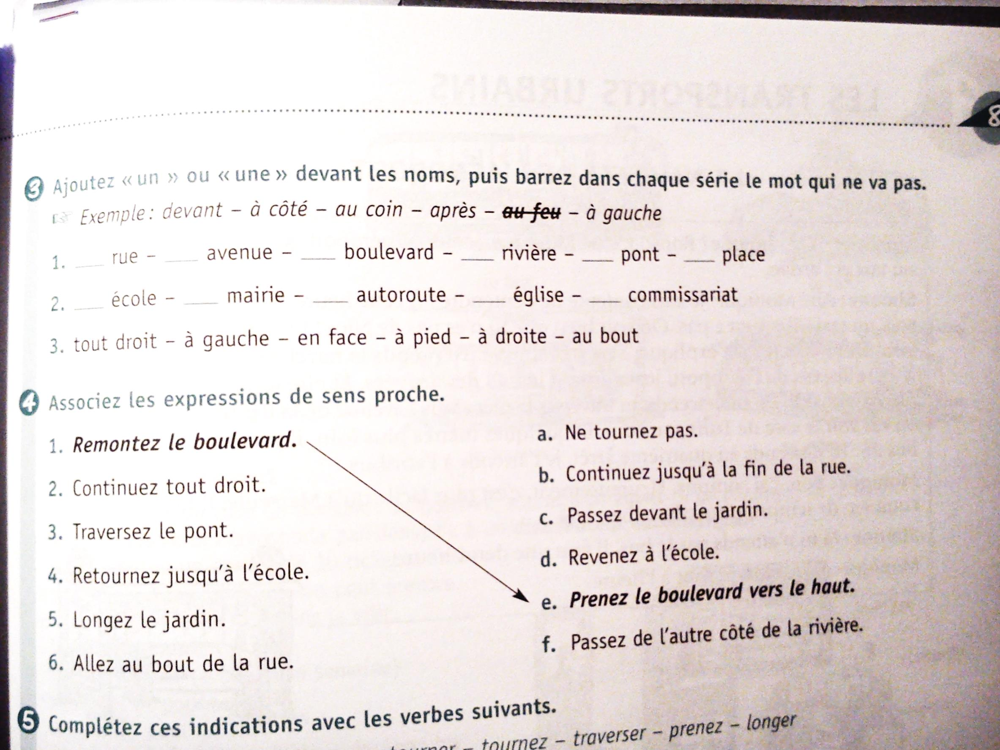 8
3 Ajoutez « un » ou « une » devant les noms, puis barrez dans chaque série le mot qui ne va pas.
Exemple : devant – à côté – au coin – après – au feu – à gauche
1. ___ rue – ___ avenue – ___ boulevard – ___ rivière – ___ pont – ___ place
2. ___ école – ___ mairie – ___ autoroute – ___ église – ___ commissariat
3. tout droit – à gauche – en face – à pied – à droite – au bout
4 Associez les expressions de sens proche.
1. Remontez le boulevard.
2. Continuez tout droit.
3. Traversez le pont.
4. Retournez jusqu'à l'école.
5. Longez le jardin.
6. Allez au bout de la rue.
a. Ne tournez pas.
b. Continuez jusqu'à la fin de la rue.
c. Passez devant le jardin.
d. Revenez à l'école.
e. Prenez le boulevard vers le haut.
f. Passez de l'autre côté de la rivière.
5 Complétez ces indications avec les verbes suivants.
tourner – tournez – traverser – prenez – longer